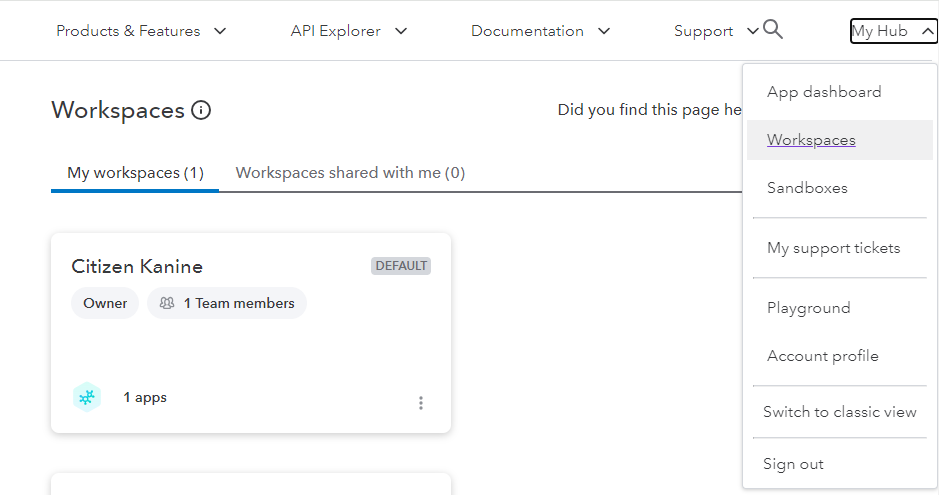 Products & Features
API Explorer
Documentation
Support
My Hub
Workspaces
Did you find this page he
My workspaces (1)
Workspaces shared with me (0)
Citizen Kanine
DEFAULT
Owner
1 Team members
1 apps
App dashboard
Workspaces
Sandboxes
My support tickets
Playground
Account profile
Switch to classic view
Sign out